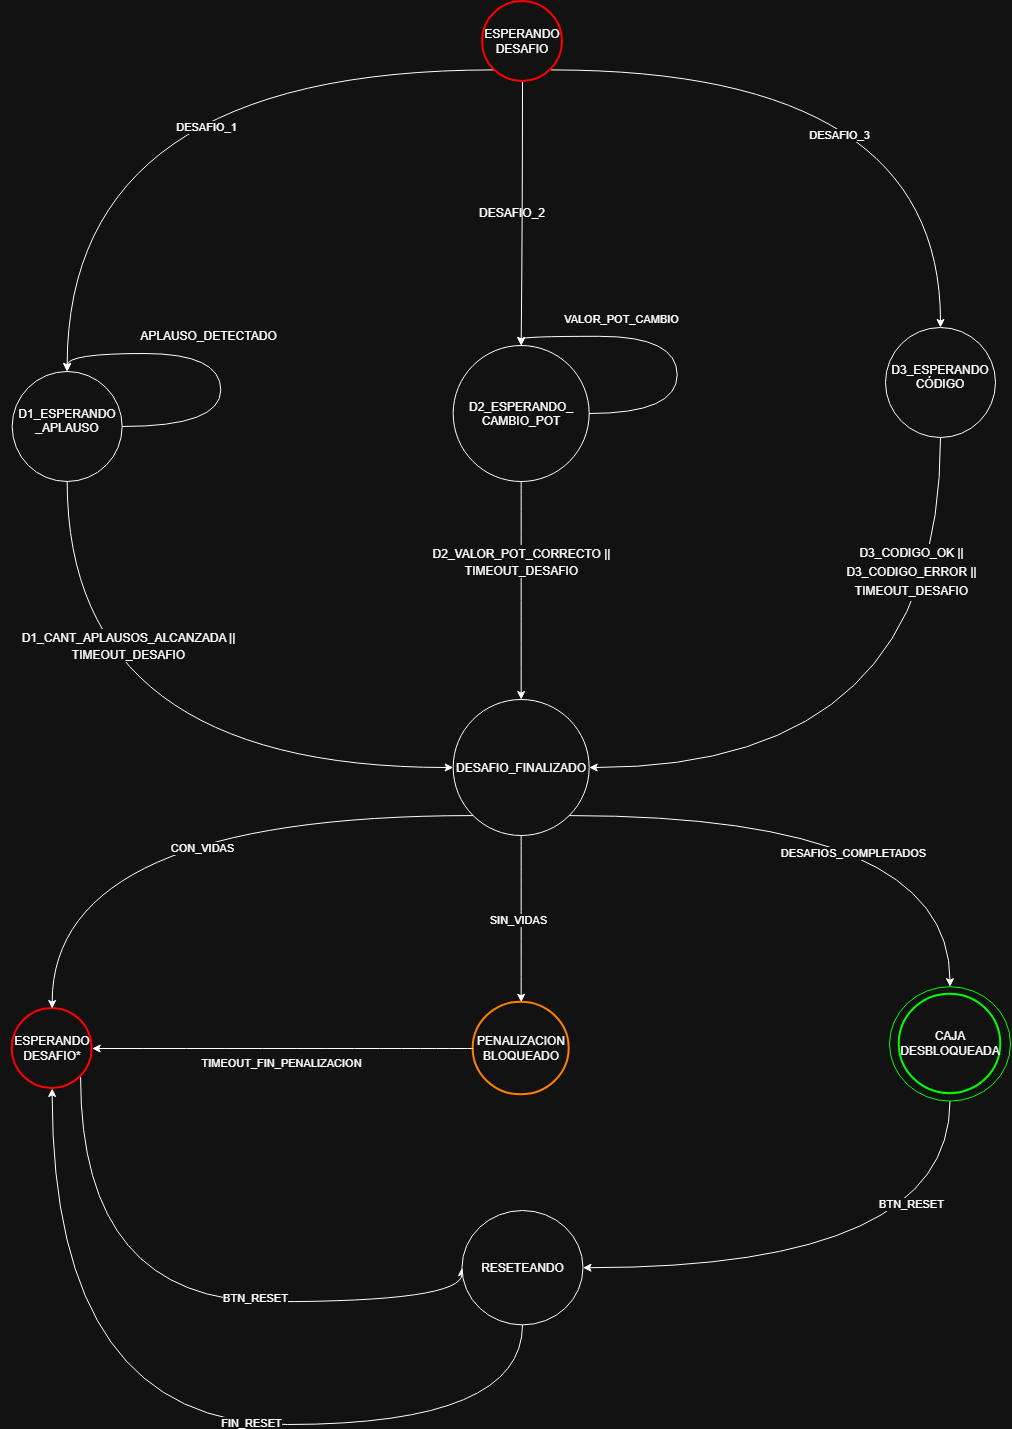 ESPERANDO
DESAFIO
DESAFIO_1
DESAFIO_3
DESAFIO_2
APLAUSO_DETECTADO
VALOR_POT_CAMBIO
D3_ESPERANDO
CÓDIGO
D1_ESPERANDO
_APLAUSO
D2_ESPERANDO_
CAMBIO_POT
D2_VALOR_POT_CORRECTO ||
TIMEOUT_DESAFIO
D3_CODIGO_OK ||
D3_CODIGO_ERROR ||
TIMEOUT_DESAFIO
D1_CANT_APLAUSOS_ALCANZADA ||
TIMEOUT_DESAFIO
DESAFIO_FINALIZADO
CON_VIDAS
DESAFIOS_COMPLETADOS
SIN_VIDAS
ESPERANDO
DESAFIO*
PENALIZACION
BLOQUEADO
CAJA
DESBLOQUEADA
TIMEOUT_FIN_PENALIZACION
BTN_RESET
RESETEANDO
BTN_RESET
FIN_RESET